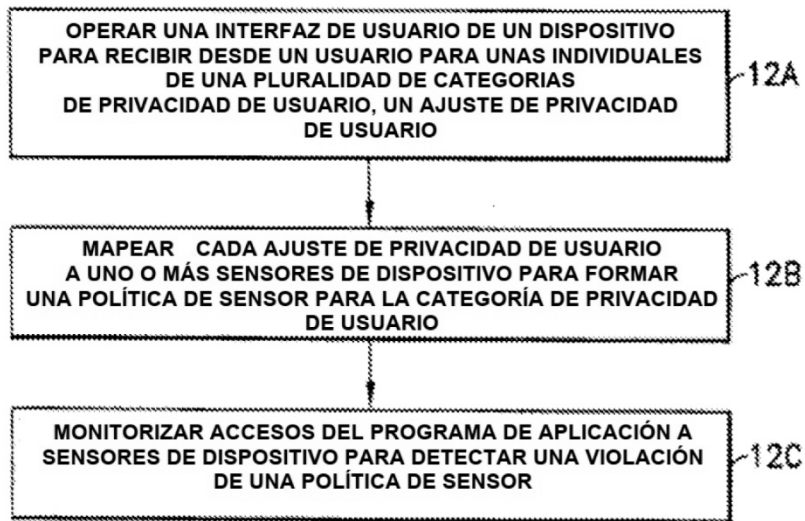 OPERAR UNA INTERFAZ DE USUARIO DE UN DISPOSITIVO
PARA RECIBIR DESDE UN USUARIO PARA UNAS INDIVIDUALES
DE UNA PLURALIDAD DE CATEGORIAS
DE PRIVACIDAD DE USUARIO, UN AJUSTE DE PRIVACIDAD
DE USUARIO
12A
MAPEAR CADA AJUSTE DE PRIVACIDAD DE USUARIO
A UNO O MÁS SENSORES DE DISPOSITIVO PARA FORMAR
UNA POLÍTICA DE SENSOR PARA LA CATEGORÍA DE PRIVACIDAD
DE USUARIO
12B
MONITORIZAR ACCESOS DEL PROGRAMA DE APLICACIÓN A
SENSORES DE DISPOSITIVO PARA DETECTAR UNA VIOLACIÓN
DE UNA POLÍTICA DE SENSOR
12C